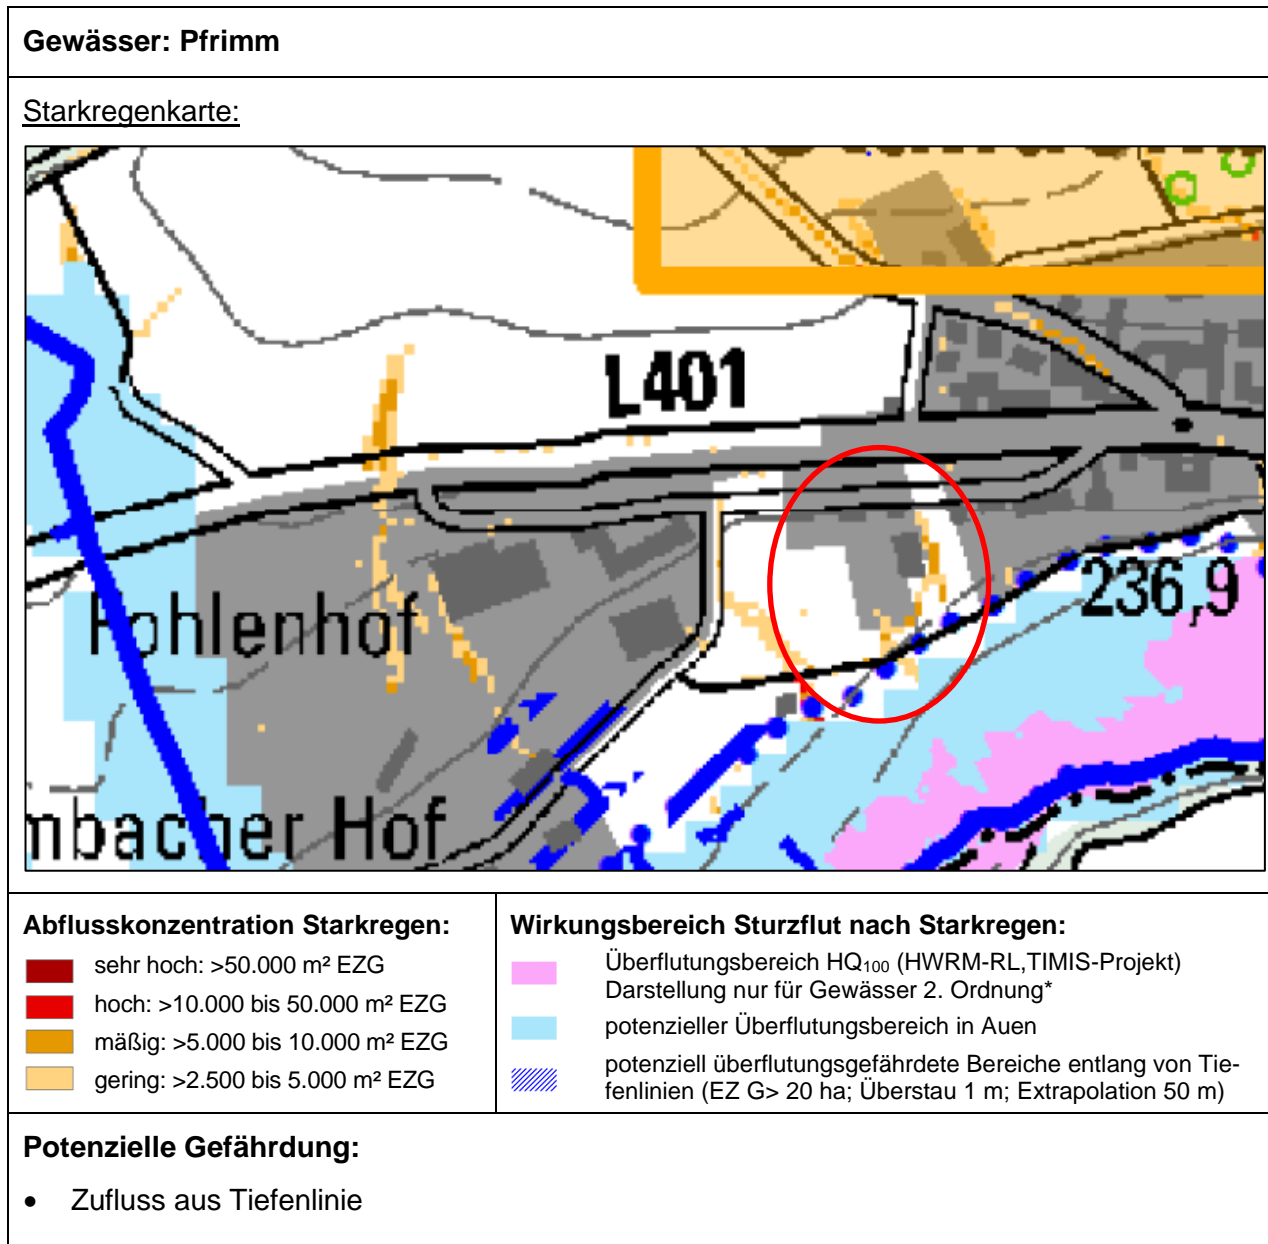 Gewässer: Pfrimm
Starkregenkarte:
L401
236,9
Hohlenhof
mbacher Hof
Abflusskonzentration Starkregen:
sehr hoch: >50.000 m² EZG
hoch: >10.000 bis 50.000 m² EZG
mäßig: >5.000 bis 10.000 m² EZG
gering: >2.500 bis 5.000 m² EZG
Wirkungsbereich Sturzflut nach Starkregen:
Überflutungsbereich HQ₁₀₀ (HWRM-RL,TIMIS-Projekt)
Darstellung nur für Gewässer 2. Ordnung*
potenzieller Überflutungsbereich in Auen
potenziell überflutungsgefährdete Bereiche entlang von Tie-
fenlinien (EZ G> 20 ha; Überstau 1 m; Extrapolation 50 m)
Potenzielle Gefährdung:
• Zufluss aus Tiefenlinie